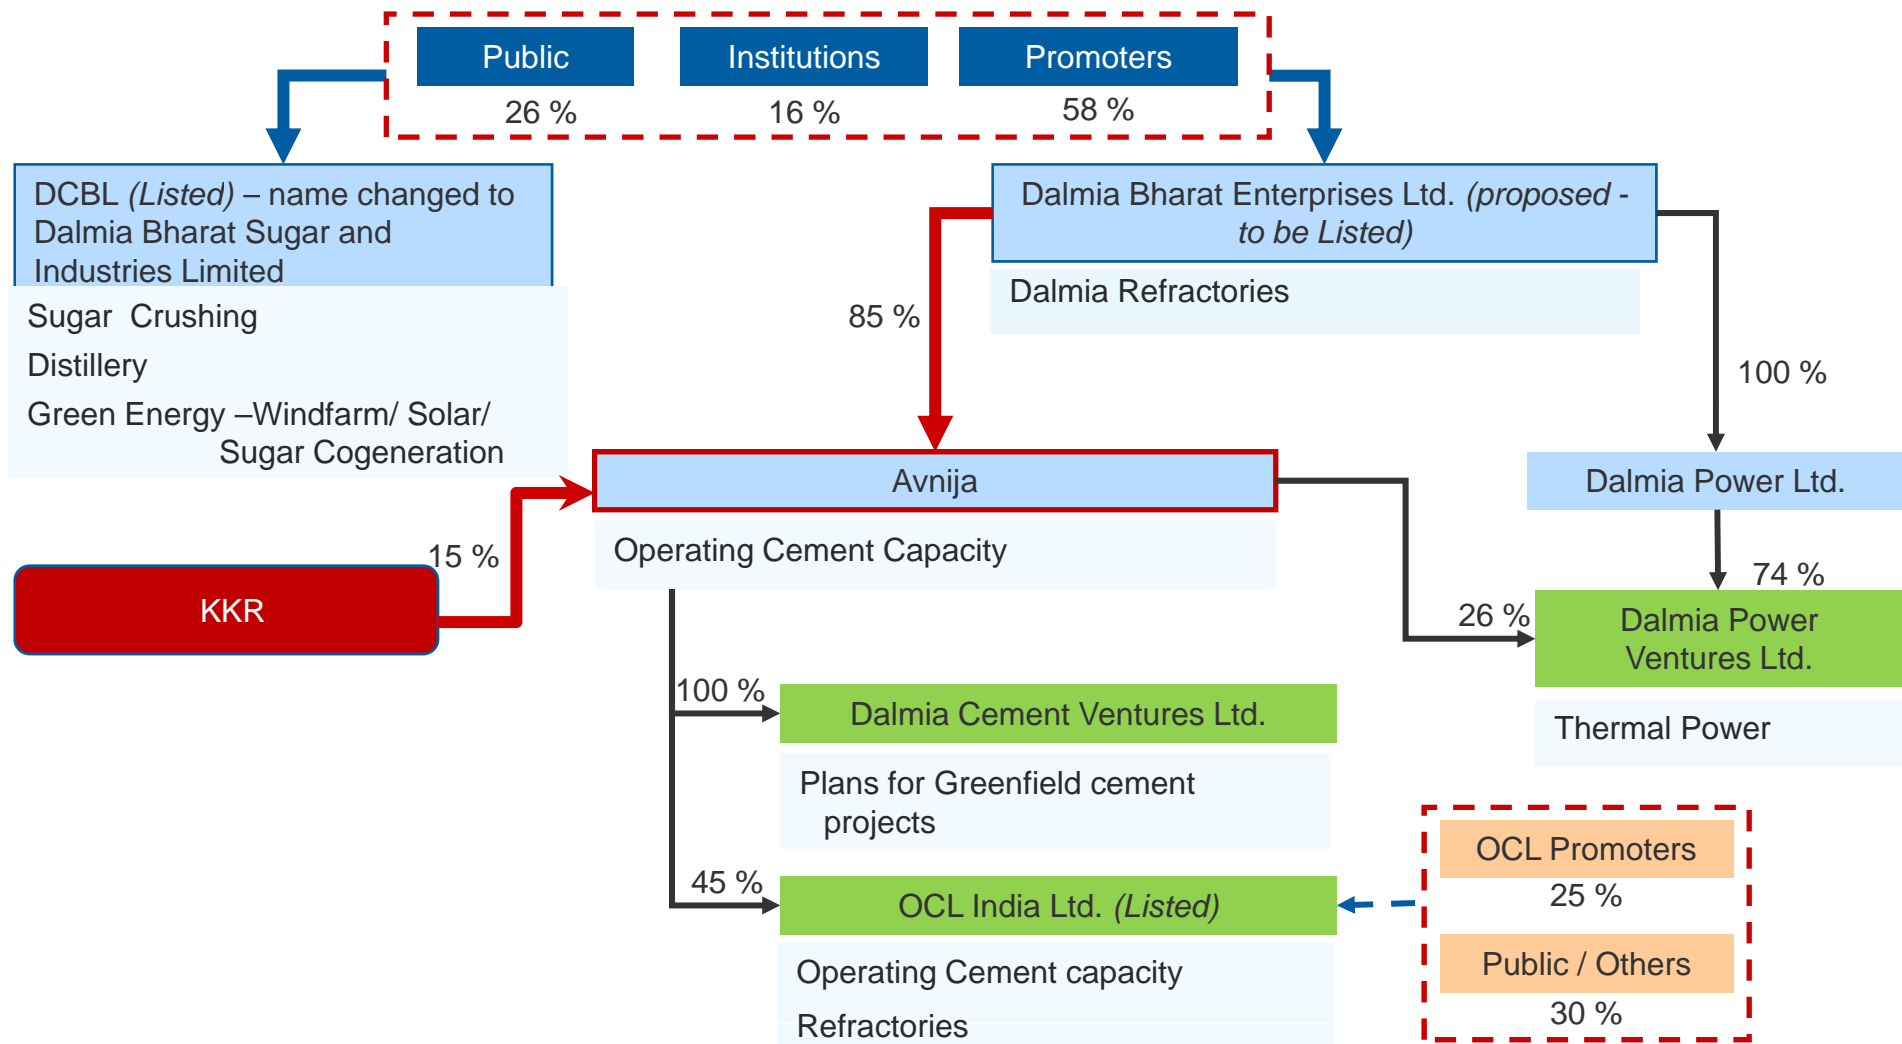 Public
Institutions
Promoters
26 %
16 %
58 %
DCBL (Listed) – name changed to
Dalmia Bharat Sugar and
Industries Limited
Sugar  Crushing
Distillery
Green Energy –Windfarm/ Solar/
Sugar Cogeneration
Dalmia Bharat Enterprises Ltd. (proposed -
to be Listed)
Dalmia Refractories
85 %
100 %
Avnija
Dalmia Power Ltd.
Operating Cement Capacity
15 %
KKR
74 %
26 %
Dalmia Power
Ventures Ltd.
Thermal Power
100 %
Dalmia Cement Ventures Ltd.
Plans for Greenfield cement
projects
45 %
OCL India Ltd. (Listed)
Operating Cement capacity
Refractories
OCL Promoters
25 %
Public / Others
30 %